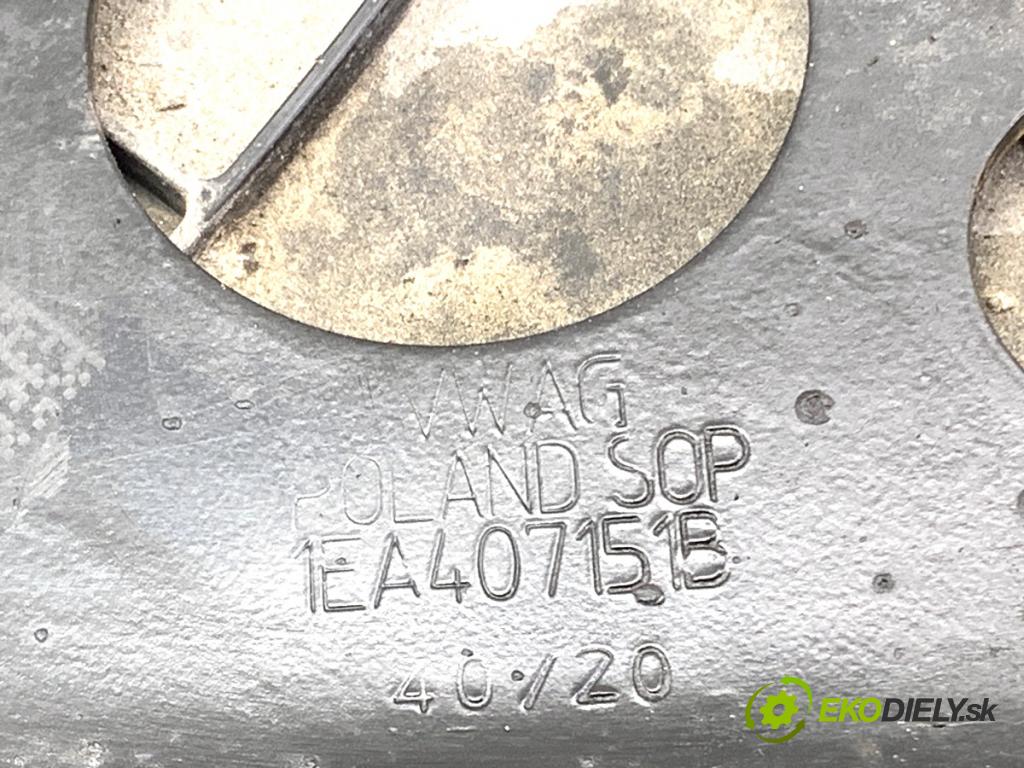 VWAG
POLAND SOP
1EA407151B
40/20
EKODIELY.sk